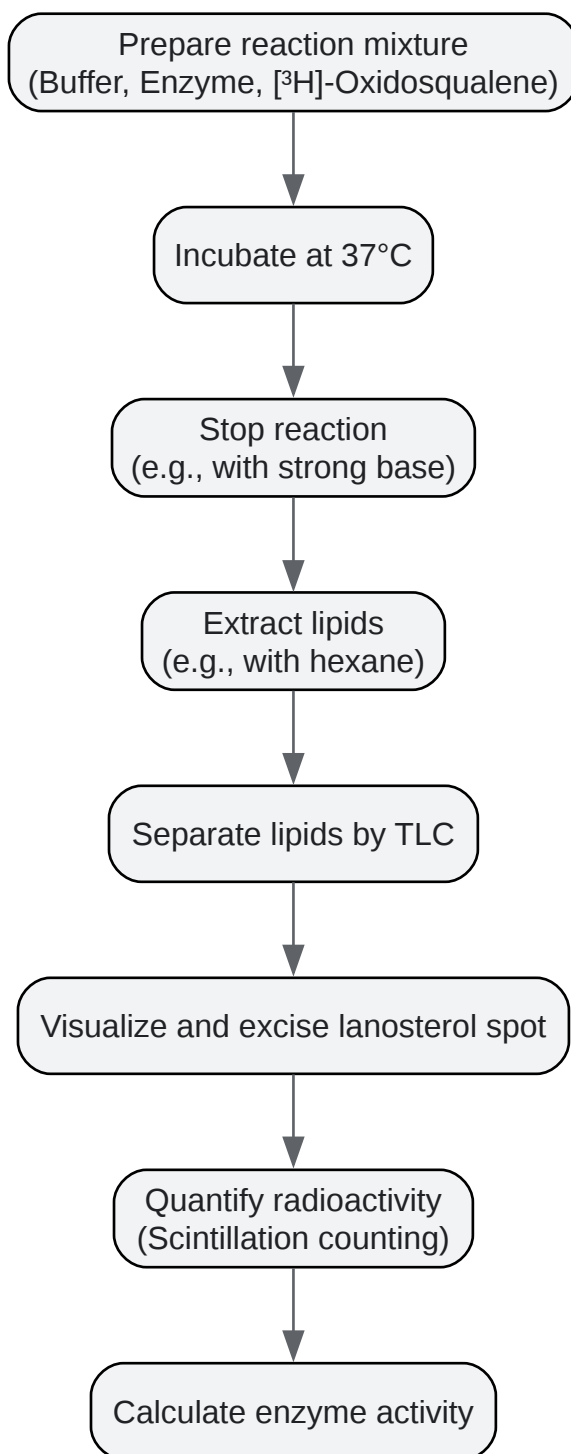 Prepare reaction mixture
(Buffer, Enzyme, [³H]-Oxidosqualene)
Incubate at 37°C
Stop reaction
(e.g., with strong base)
Extract lipids
(e.g., with hexane)
Separate lipids by TLC
Visualize and excise lanosterol spot
Quantify radioactivity
(Scintillation counting)
Calculate enzyme activity